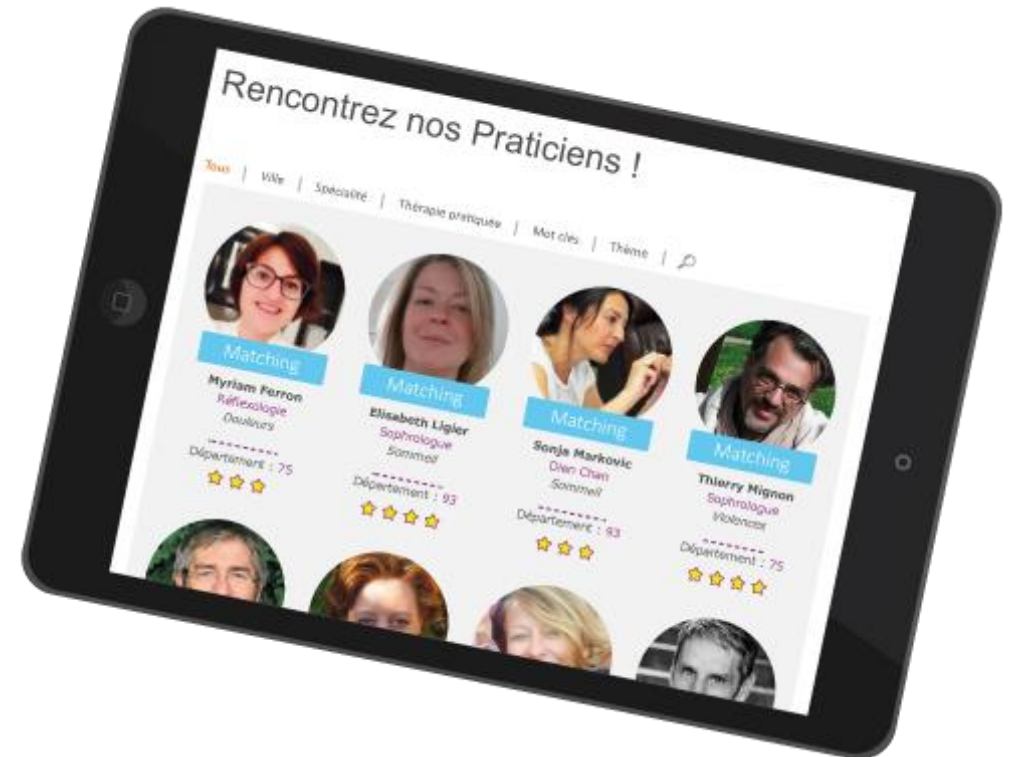 Rencontrez nos Praticiens !
Tous | Ville | Spécialité | Thérapie pratiquée | Mot clés | Thème |
Matching
Myriam Ferron
Réflexologie
Douleurs
Département : 75
Matching
Elisabeth Ligier
Sophrologue
Sommeil
Département : 93
Matching
Sonja Markovic
Dien Chan
Sommeil
Département : 93
Matching
Thierry Mignon
Sophrologue
Violences
Département : 75